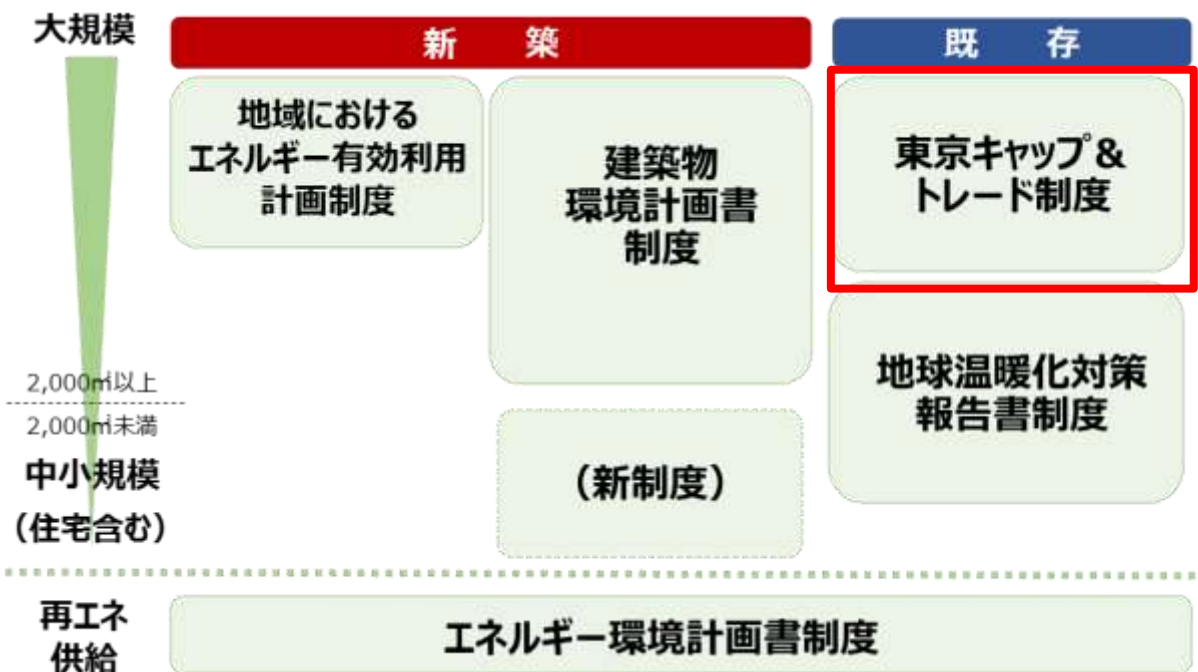 大規模
新 築
既 存
地域における
エネルギー有効利用
計画制度
建築物
環境計画書
制度
東京キャップ&
トレード制度
2,000㎡以上
2,000㎡未満
中小規模
（住宅含む）
（新制度）
地球温暖化対策
報告書制度
再エネ
供給
エネルギー環境計画書制度